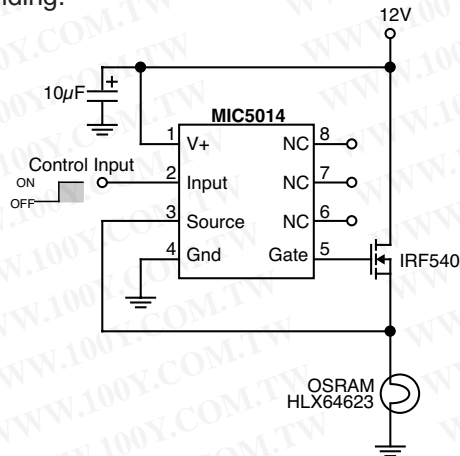 nding.
12V
10µF
+
MIC5014
1 V+ NC 8
Control Input
ON
OFF
2 Input NC 7
3 Source NC 6
4 Gnd Gate 5
IRF540
OSRAM
HLX64623
WWW.100Y.COM.TW